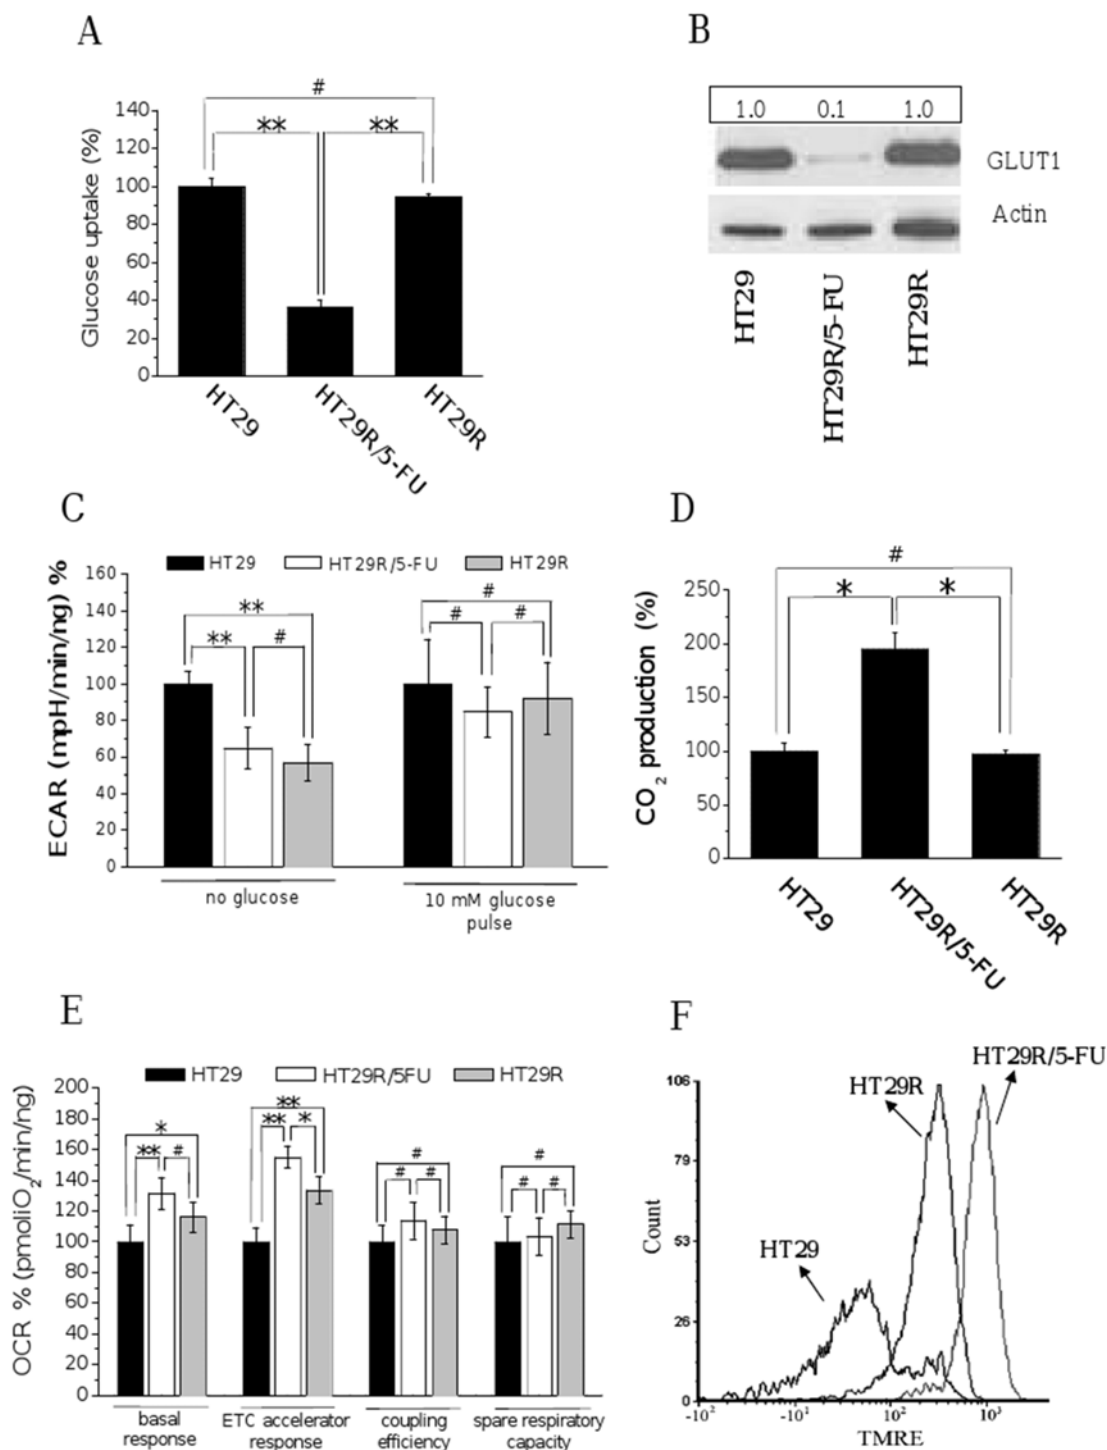 A
#
** **
Glucose uptake (%)
140
120
100
80
60
40
20
0
HT29
HT29R/5-FU
HT29R
B
1.0 0.1 1.0
GLUT1
Actin
HT29
HT29R/5-FU
HT29R
C
HT29 HT29R/5-FU HT29R
ECAR (mpH/min/ng) %
160
140
120
100
80
60
40
20
0
**
** #
#
# #
no glucose
10 mM glucose
pulse
D
#
* *
CO2 production (%)
250
200
150
100
50
0
HT29
HT29R/5-FU
HT29R
E
HT29 HT29R/5FU HT29R
OCR % (pmoliO2/min/ng)
200
180
160
140
120
100
80
60
40
20
0
*
** #
**
** *
#
# #
#
# #
basal
response
ETC accelerator
response
coupling
efficiency
spare respiratory
capacity
F
HT29R/5-FU
HT29R
HT29
Count
106
79
53
26
0
-10² -10¹ 10² 10³
TMRE